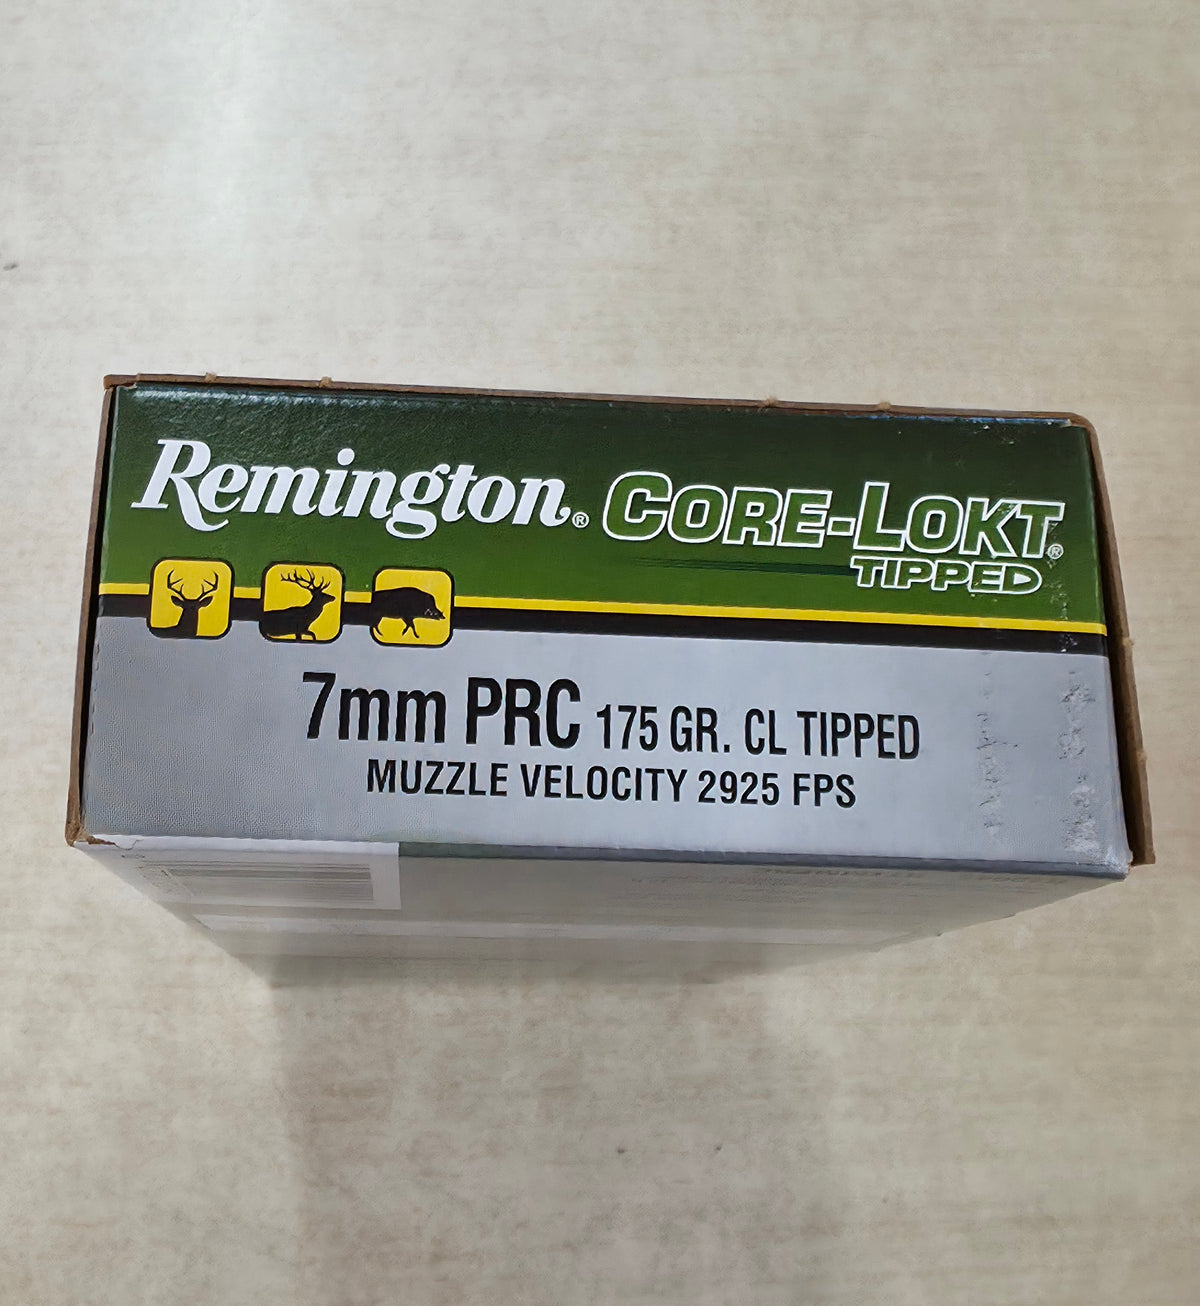 Remington® CORE-LOKT®
TIPPED
7mm PRC 175 GR. CL TIPPED
MUZZLE VELOCITY 2925 FPS